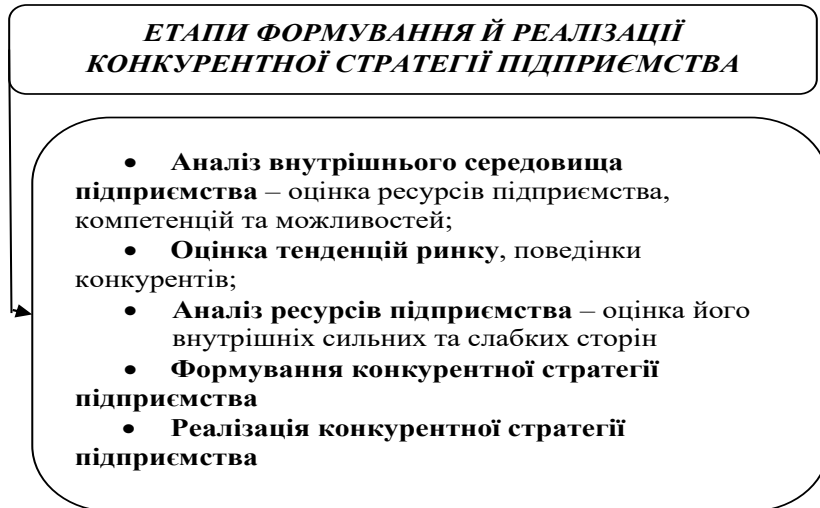 ЕТАПИ ФОРМУВАННЯ Й РЕАЛІЗАЦІЇ
КОНКУРЕНТНОЇ СТРАТЕГІЇ ПІДПРИЄМСТВА
• Аналіз внутрішнього середовища
підприємства – оцінка ресурсів підприємства,
компетенцій та можливостей;
• Оцінка тенденцій ринку, поведінки
конкурентів;
• Аналіз ресурсів підприємства – оцінка його
внутрішніх сильних та слабких сторін
• Формування конкурентної стратегії
підприємства
• Реалізація конкурентної стратегії
підприємства